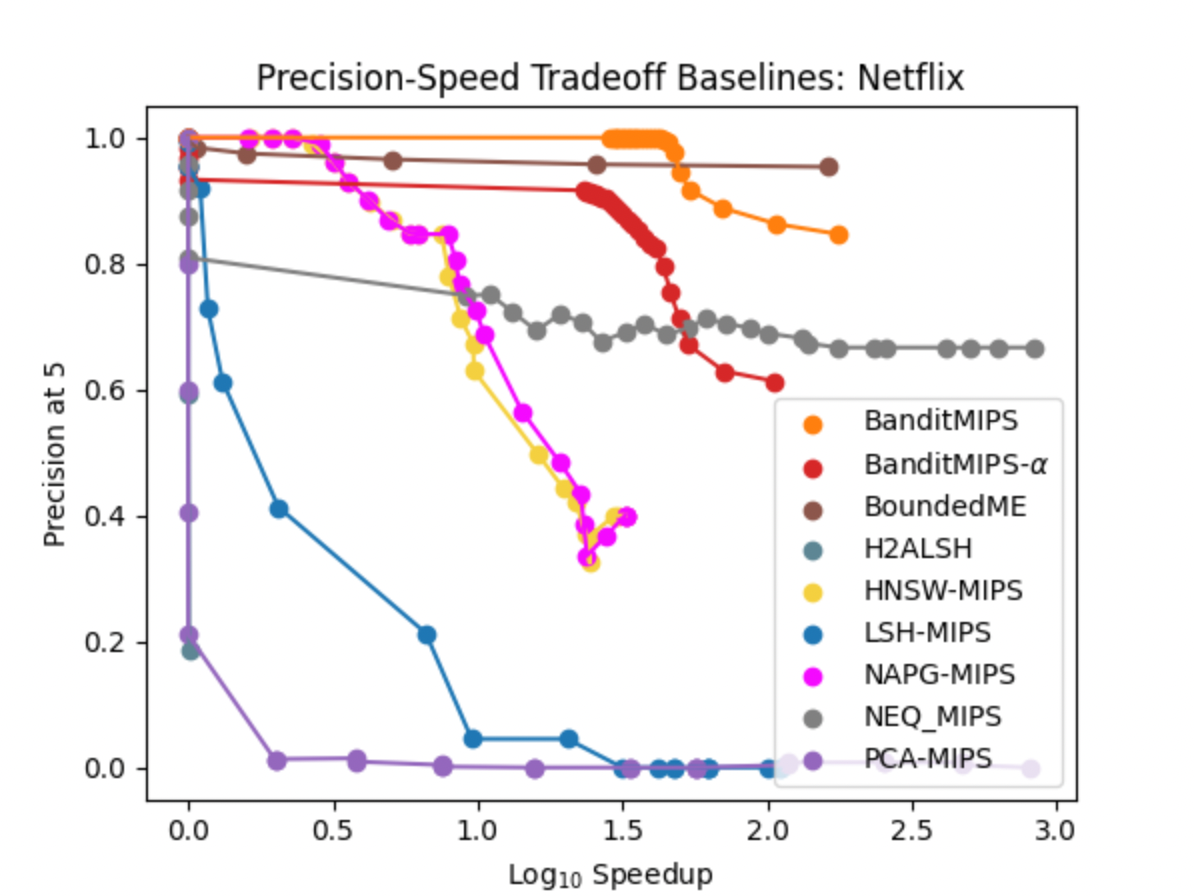 Precision-Speed Tradeoff Baselines: Netflix
Precision at 5
1.0
0.8
0.6
0.4
0.2
0.0
BanditMIPS
BanditMIPS-α
BoundedME
H2ALSH
HNSW-MIPS
LSH-MIPS
NAPG-MIPS
NEQ_MIPS
PCA-MIPS
0.0 0.5 1.0 1.5 2.0 2.5 3.0
Log₁₀ Speedup